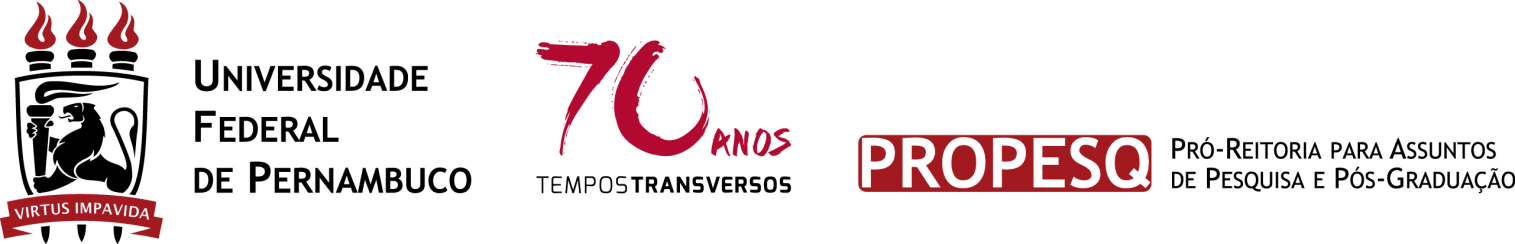 VIRTUS IMPAVIDA
UNIVERSIDADE
FEDERAL
DE PERNAMBUCO
70 ANOS
TEMPOSTRANSVERSOS
PROPESQ
PRÓ-REITORIA PARA ASSUNTOS
DE PESQUISA E PÓS-GRADUAÇÃO